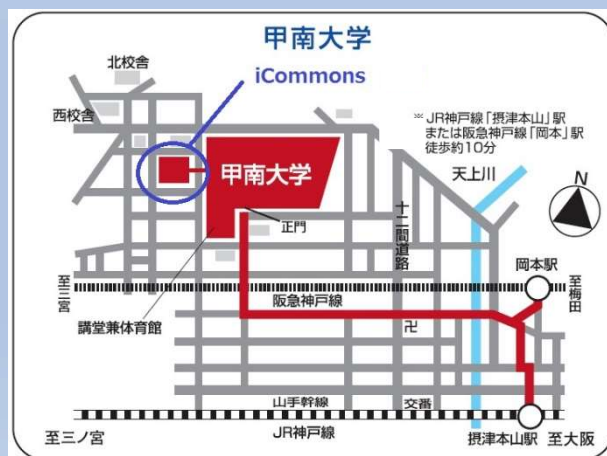 甲南大学
北校舎
iCommons
西校舎
※ JR神戸線「摂津本山」駅
または阪急神戸線「岡本」駅
徒歩約10分
天上川
N
甲南大学
正門
十二間道路
岡本駅
至三宮
阪急神戸線
至梅田
講堂兼体育館
卍
山手幹線
交番
至三ノ宮
JR神戸線
摂津本山駅
至大阪